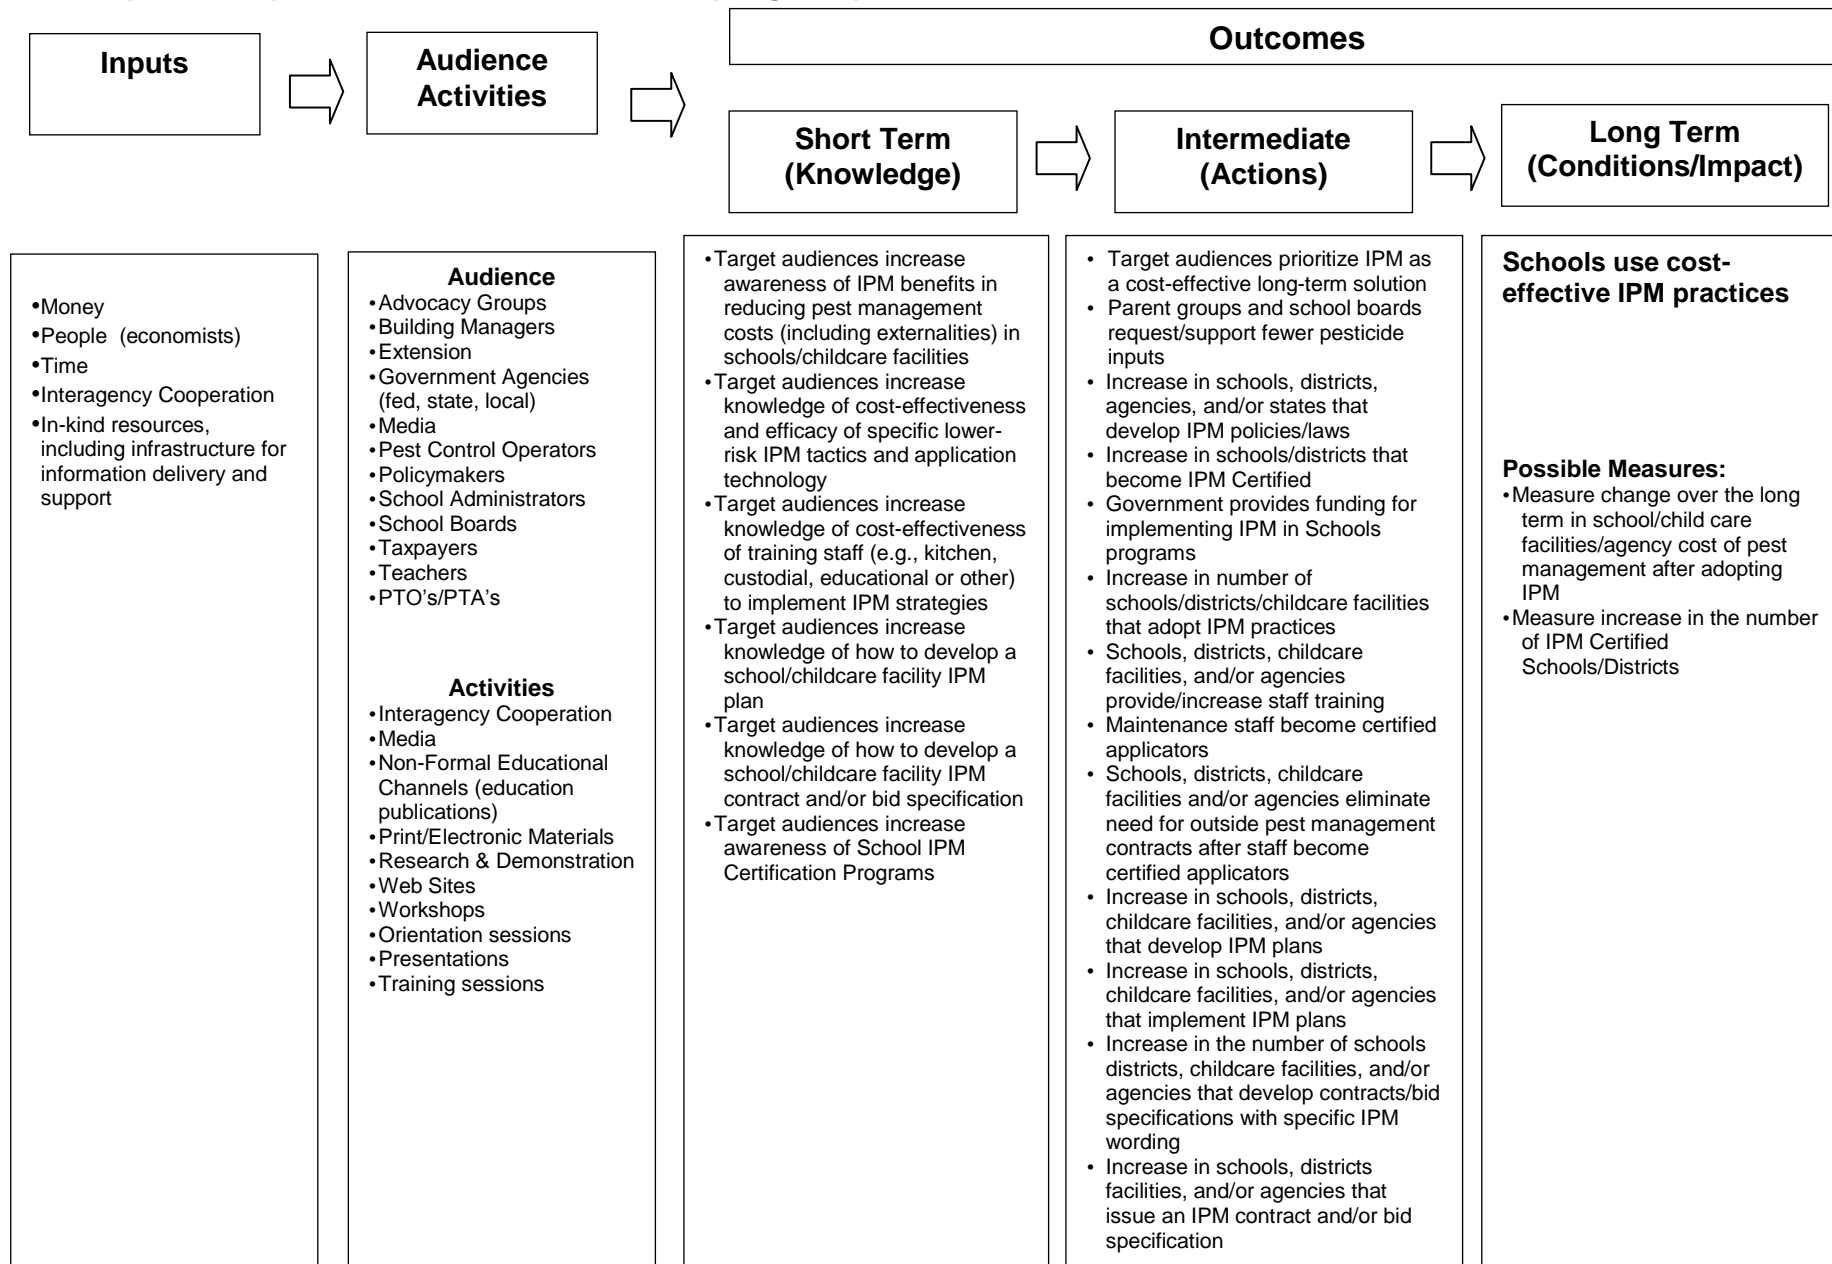 Outcomes
Inputs
Audience
Activities
Short Term
(Knowledge)
Intermediate
(Actions)
Long Term
(Conditions/Impact)
•Money
•People (economists)
•Time
•Interagency Cooperation
•In-kind resources,
including infrastructure for
information delivery and
support
Audience
•Advocacy Groups
•Building Managers
•Extension
•Government Agencies
(fed, state, local)
•Media
•Pest Control Operators
•Policymakers
•School Administrators
•School Boards
•Taxpayers
•Teachers
•PTO's/PTA's
Activities
•Interagency Cooperation
•Media
•Non-Formal Educational
Channels (education
publications)
•Print/Electronic Materials
•Research & Demonstration
•Web Sites
•Workshops
•Orientation sessions
•Presentations
•Training sessions
•Target audiences increase
awareness of IPM benefits in
reducing pest management
costs (including externalities) in
schools/childcare facilities
•Target audiences increase
knowledge of cost-effectiveness
and efficacy of specific lower-
risk IPM tactics and application
technology
•Target audiences increase
knowledge of cost-effectiveness
of training staff (e.g., kitchen,
custodial, educational or other)
to implement IPM strategies
•Target audiences increase
knowledge of how to develop a
school/childcare facility IPM
plan
•Target audiences increase
knowledge of how to develop a
school/childcare facility IPM
contract and/or bid specification
•Target audiences increase
awareness of School IPM
Certification Programs
• Target audiences prioritize IPM as
a cost-effective long-term solution
• Parent groups and school boards
request/support fewer pesticide
inputs
• Increase in schools, districts,
agencies, and/or states that
develop IPM policies/laws
• Increase in schools/districts that
become IPM Certified
• Government provides funding for
implementing IPM in Schools
programs
• Increase in number of
schools/districts/childcare facilities
that adopt IPM practices
• Schools, districts, childcare
facilities, and/or agencies
provide/increase staff training
• Maintenance staff become certified
applicators
• Schools, districts, childcare
facilities and/or agencies eliminate
need for outside pest management
contracts after staff become
certified applicators
• Increase in schools, districts,
childcare facilities, and/or agencies
that develop IPM plans
• Increase in schools, districts,
childcare facilities, and/or agencies
that implement IPM plans
• Increase in the number of schools
districts, childcare facilities, and/or
agencies that develop contracts/bid
specifications with specific IPM
wording
• Increase in schools, districts
facilities, and/or agencies that
issue an IPM contract and/or bid
specification
Schools use cost-
effective IPM practices
Possible Measures:
•Measure change over the long
term in school/child care
facilities/agency cost of pest
management after adopting
IPM
•Measure increase in the number
of IPM Certified
Schools/Districts